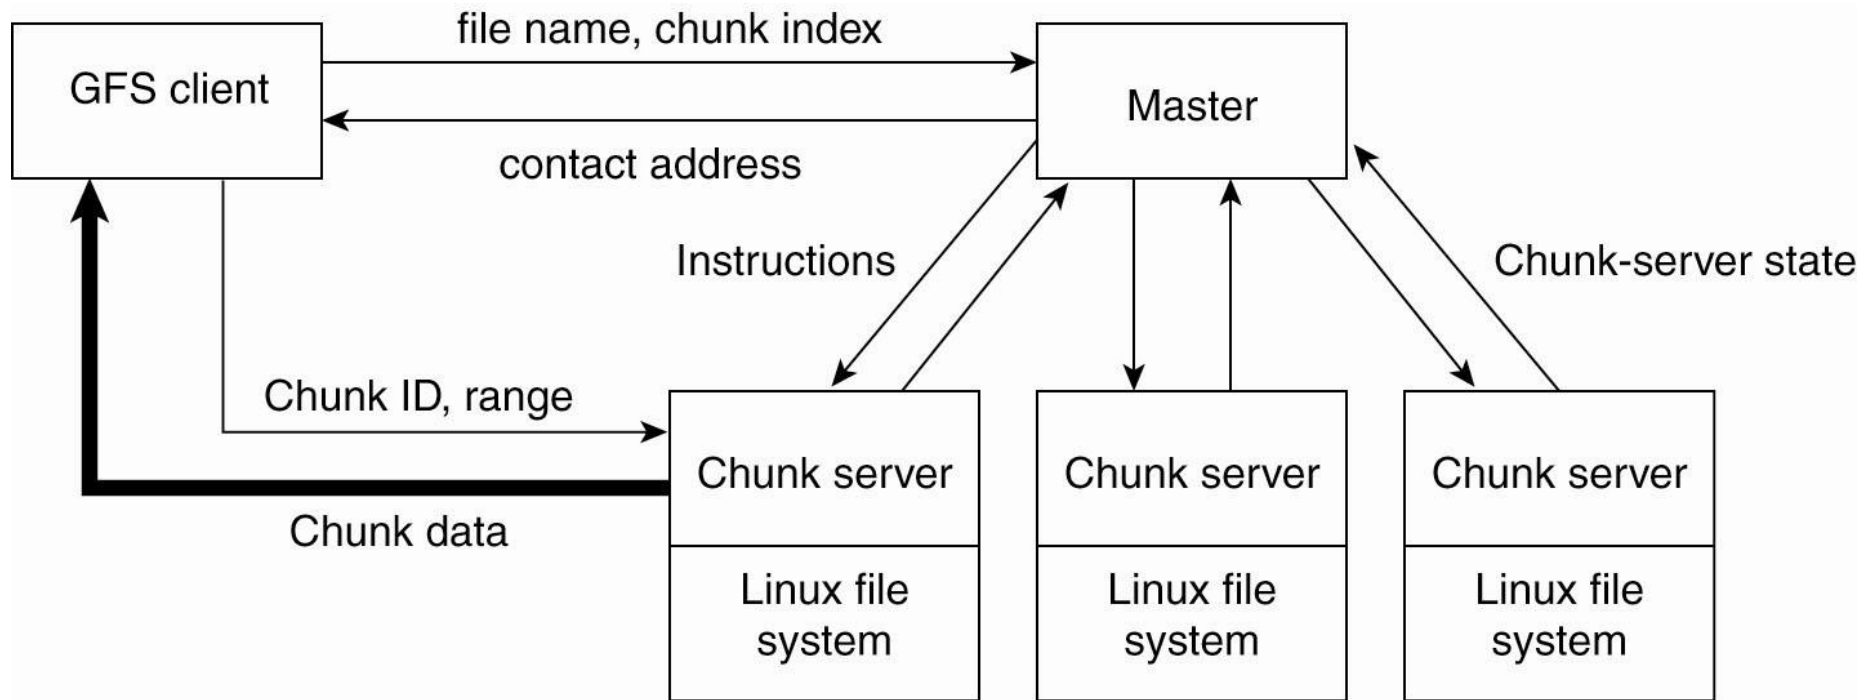 file name, chunk index
GFS client
Master
contact address
Instructions
Chunk-server state
Chunk ID, range
Chunk server
Chunk server
Chunk server
Chunk data
Linux file
system
Linux file
system
Linux file
system